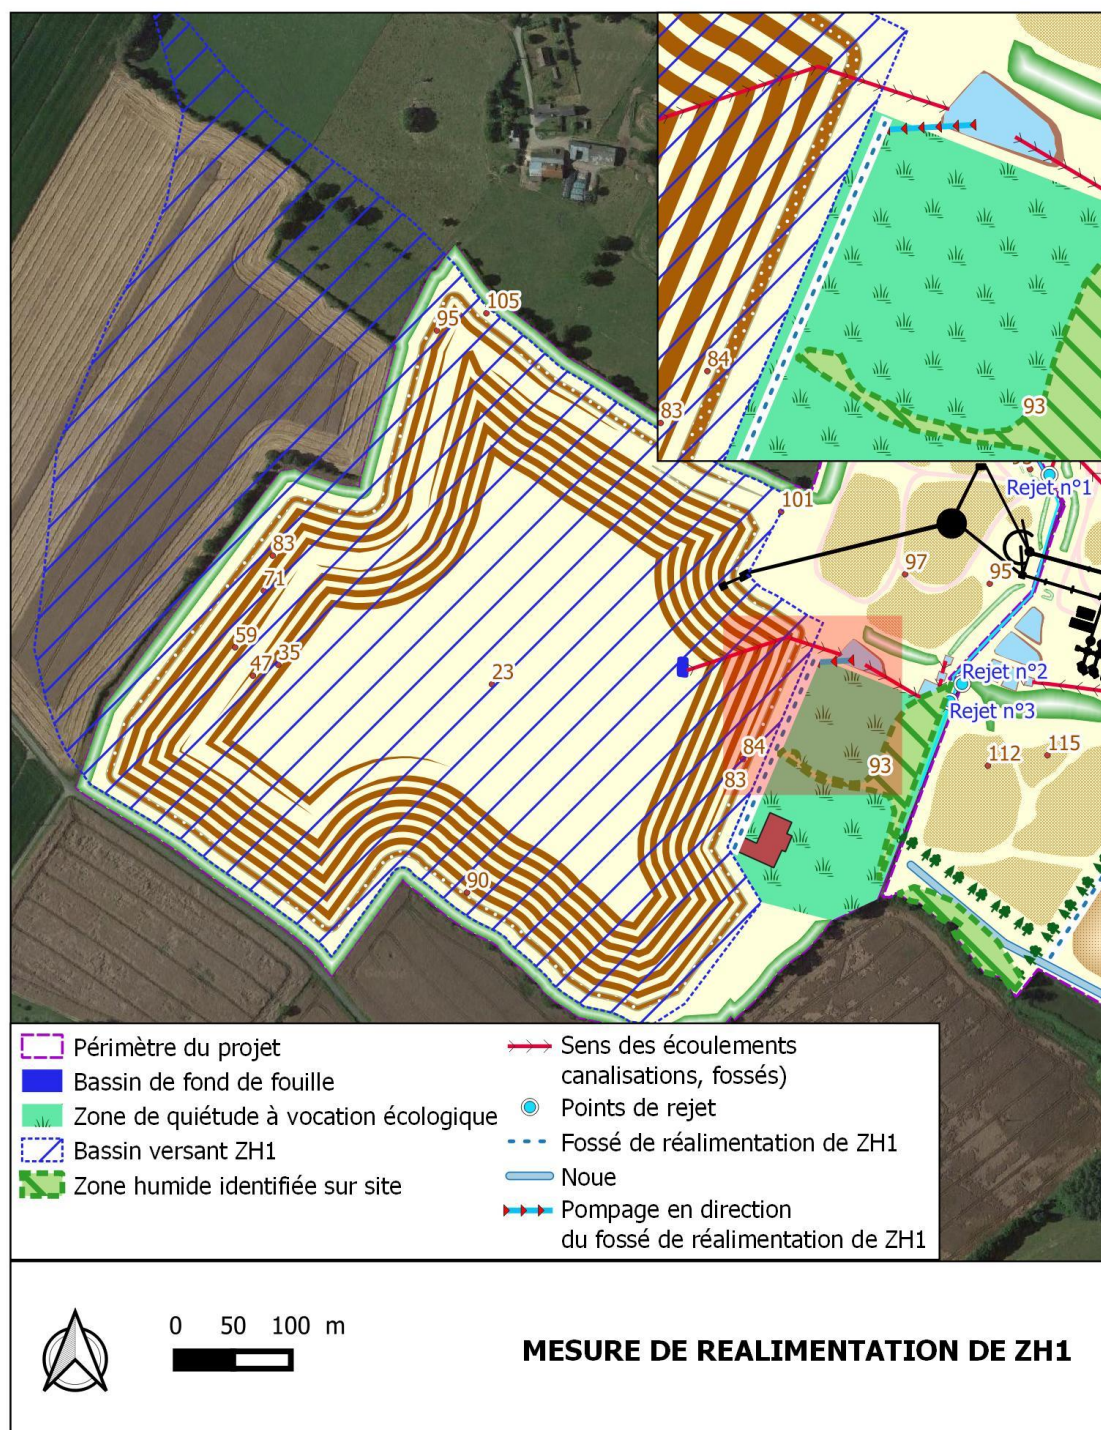 84
83
93
105
95
101
Rejet n°1
97
95
83
71
59
35
47
23
Rejet n°2
Rejet n°3
84
83
93
115
112
90
Périmètre du projet
Bassin de fond de fouille
Zone de quiétude à vocation écologique
Bassin versant ZH1
Zone humide identifiée sur site
Sens des écoulements
canalisations, fossés)
Points de rejet
Fossé de réalimentation de ZH1
Noue
Pompage en direction
du fossé de réalimentation de ZH1
0 50 100 m
MESURE DE REALIMENTATION DE ZH1